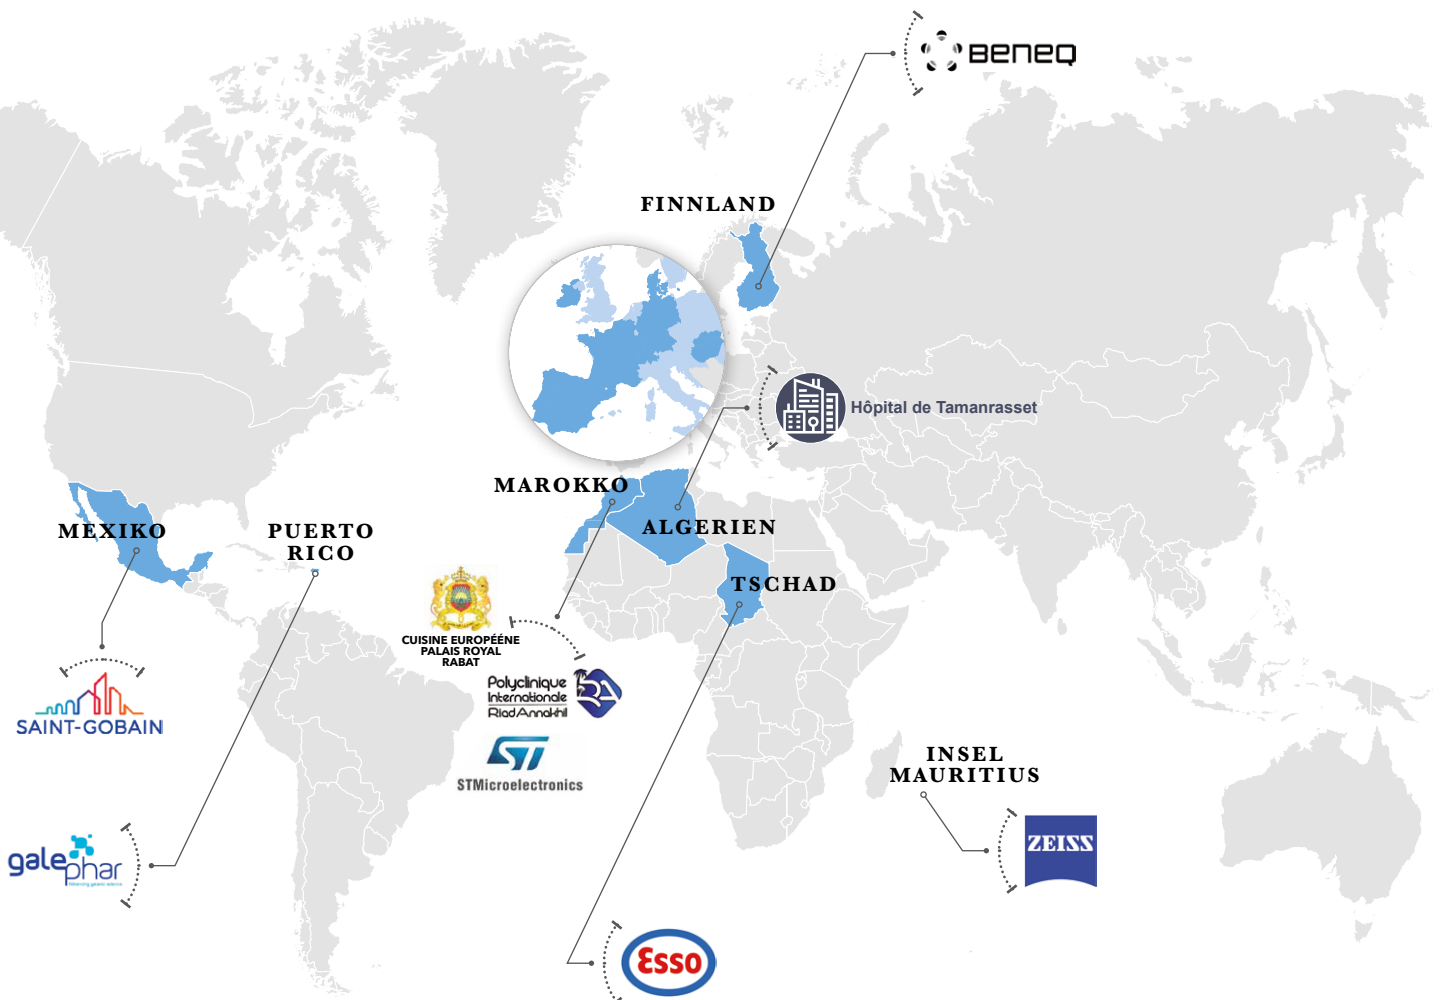 BENEQ
FINNLAND
Hôpital de Tamanrasset
MAROKKO
MEXIKO
PUERTO
RICO
ALGERIEN
TSCHAD
CUISINE EUROPÉÉNE
PALAIS ROYAL
RABAT
Polyclinique
Internationale
Riad Annakhil
SAINT-GOBAIN
ST
STMicroelectronics
INSEL
MAURITIUS
ZEISS
galephar
Esso